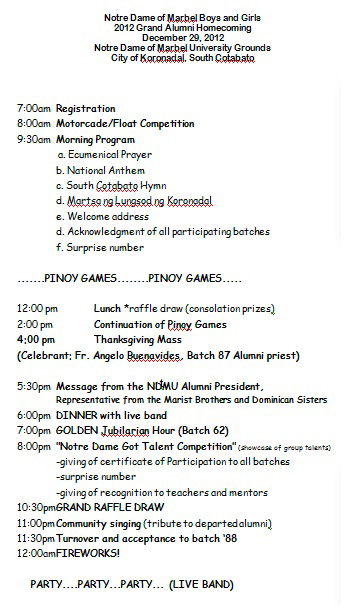 Notre Dame of Marbel Boys and Girls
2012 Grand Alumni Homecoming
December 29, 2012
Notre Dame of Marbel University Grounds
City of Koronadal, South Cotabato
7:00am Registration
8:00am Motorcade/Float Competition
9:30am Morning Program
a. Ecumenical Prayer
b. National Anthem
c. South Cotabato Hymn
d. Martsa ng Lungsod ng Koronadal
e. Welcome address
d. Acknowledgment of all participating batches
f. Surprise number
.......PINOY GAMES........PINOY GAMES.....
12:00 pm Lunch *raffle draw (consolation prizes)
2:00 pm Continuation of Pinoy Games
4:00 pm Thanksgiving Mass
(Celebrant: Fr. Angelo Buenavides, Batch 87 Alumni priest)
5:30pm Message from the NDMU Alumni President,
Representative from the Marist Brothers and Dominican Sisters
6:00pm DINNER with live band
7:00pm GOLDEN Jubilarian Hour (Batch 62)
8:00pm "Notre Dame Got Talent Competition" (showcase of group talents)
-giving of certificate of Participation to all batches
-surprise number
-giving of recognition to teachers and mentors
10:30pmGRAND RAFFLE DRAW
11:00pm Community singing (tribute to departed alumni)
11:30pm Turnover and acceptance to batch '88
12:00amFIREWORKS!
PARTY....PARTY...PARTY... (LIVE BAND)